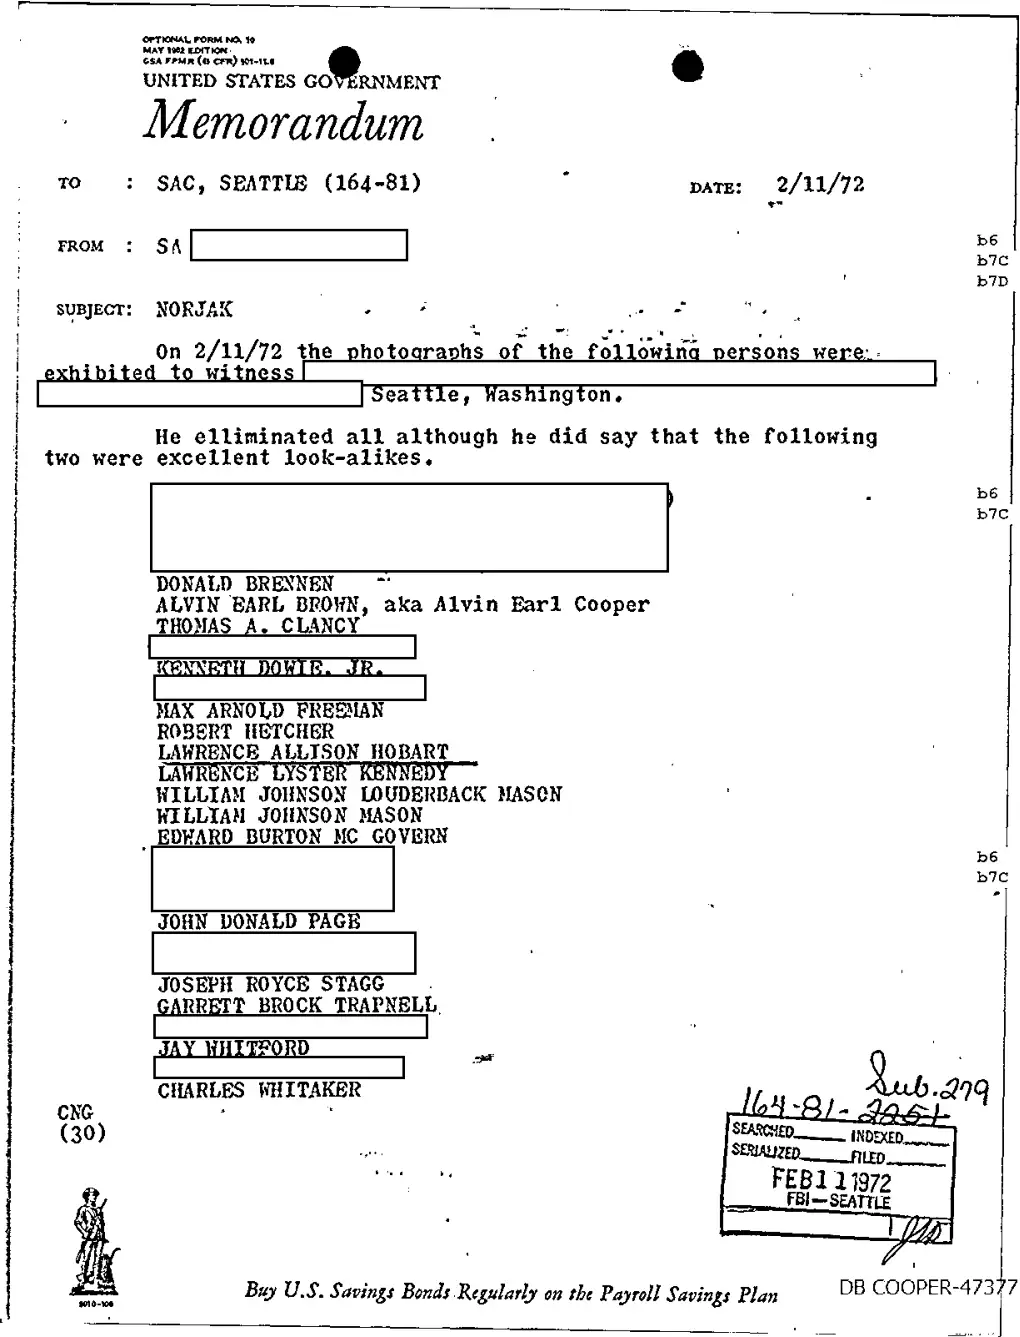 OPTIONAL FORM NO. 10
MAY 1962 EDITION
GSA FPMR (41 CFR) 101-11.6
UNITED STATES GOVERNMENT
Memorandum
TO : SAC, SEATTLE (164-81) DATE: 2/11/72
FROM : SA
b6
b7C
b7D
SUBJECT: NORJAK
On 2/11/72 the photographs of the following persons were
exhibited to witness
Seattle, Washington.
He elliminated all although he did say that the following
two were excellent look-alikes.
b6
b7C
DONALD BRENNEN
ALVIN EARL BROWN, aka Alvin Earl Cooper
THOMAS A. CLANCY
KENNETH DOWIE, JR.
MAX ARNOLD FREEMAN
ROBERT HETCHER
LAWRENCE ALLISON HOBART
LAWRENCE LYSTER KENNEDY
WILLIAM JOHNSON LOUDERBACK MASON
WILLIAM JOHNSON MASON
EDWARD BURTON MC GOVERN
b6
b7C
JOHN DONALD PAGE
JOSEPH ROYCE STAGG
GARRETT BROCK TRAPNELL
JAY WHITFORD
CHARLES WHITAKER
CNG
(30)
Sub.279
164-81-2251
SEARCHED INDEXED
SERIALIZED FILED
FEB 11 1972
FBI-SEATTLE
5010-108
Buy U.S. Savings Bonds Regularly on the Payroll Savings Plan
DB COOPER-47377